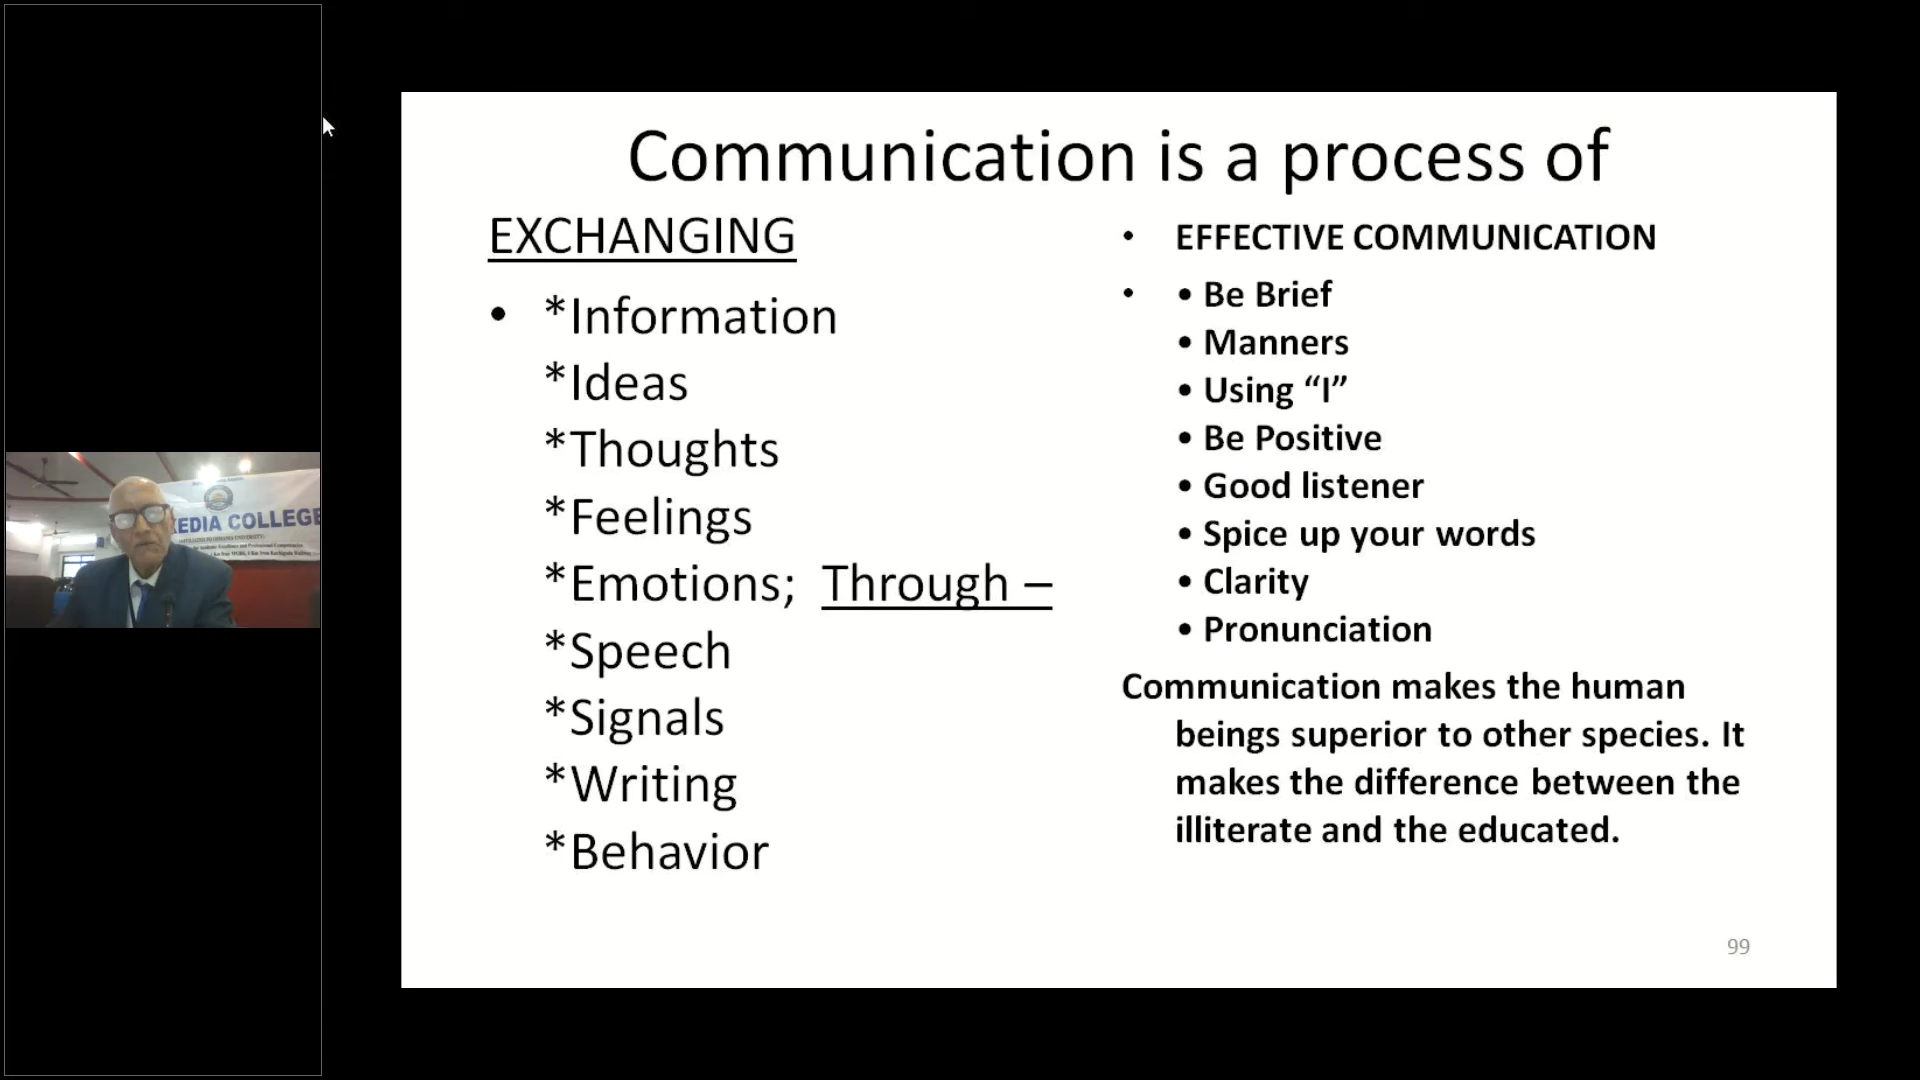 Communication is a process of
EXCHANGING
• *Information
*Ideas
*Thoughts
*Feelings
*Emotions; Through –
*Speech
*Signals
*Writing
*Behavior
• EFFECTIVE COMMUNICATION
• • Be Brief
• Manners
• Using “I”
• Be Positive
• Good listener
• Spice up your words
• Clarity
• Pronunciation
Communication makes the human
beings superior to other species. It
makes the difference between the
illiterate and the educated.
99
KEDIA COLLEGE